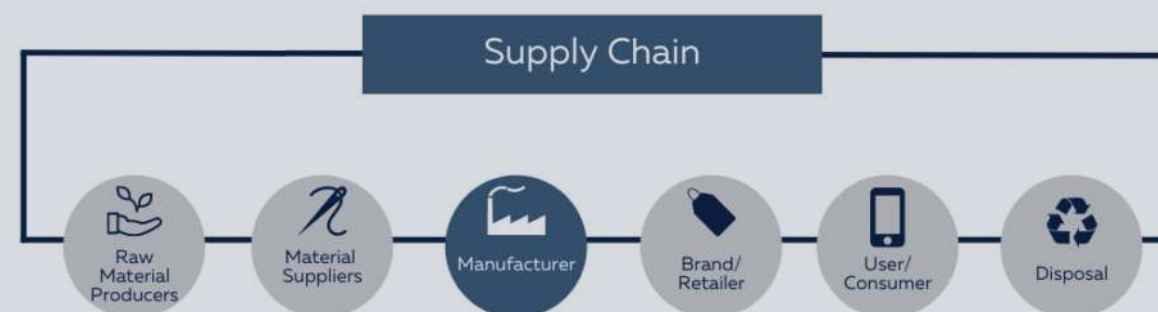 Supply Chain
Raw
Material
Producers
Material
Suppliers
Manufacturer
Brand/
Retailer
User/
Consumer
Disposal